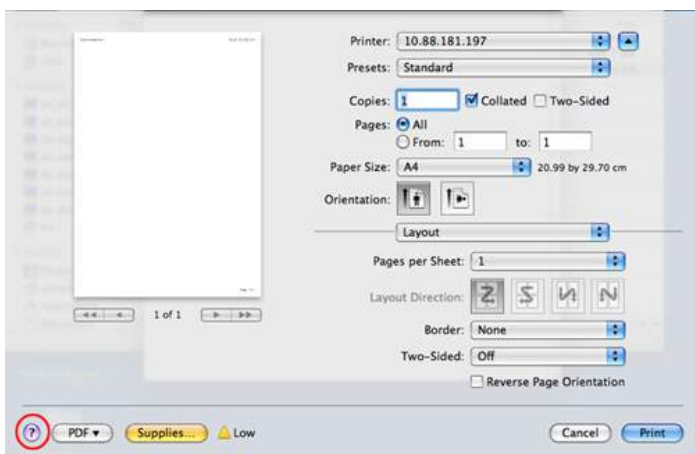 Printer: 10.88.181.197
Presets: Standard
Copies: 1 Collated Two-Sided
Pages: All
From: 1 to: 1
Paper Size: A4 20.99 by 29.70 cm
Orientation:
Layout
Pages per Sheet: 1
Layout Direction:
Border: None
Two-Sided: Off
Reverse Page Orientation
1 of 1
? PDF Supplies... Low Cancel Print